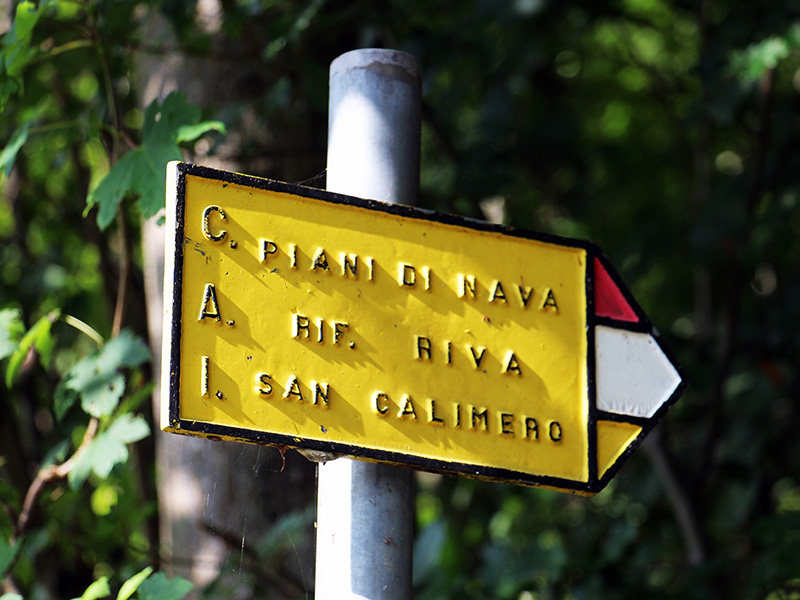 C. PIANI DI NAVA
A. RIF. RIVA
I. SAN CALIMERO